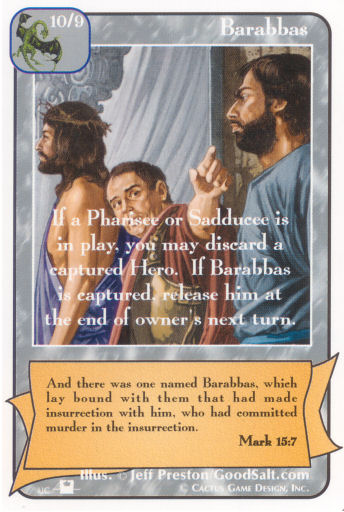 10/9
Barabbas
If a Pharisee or Sadducee is
in play, you may discard a
captured Hero. If Barabbas
is captured, release him at
the end of owner s next turn.
And there was one named Barabbas, which
lay bound with them that had made
insurrection with him, who had committed
murder in the insurrection.
Mark 15:7
Illus. © Jeff Preston/GoodSalt.com
UC
© Cactus Game Design, Inc.